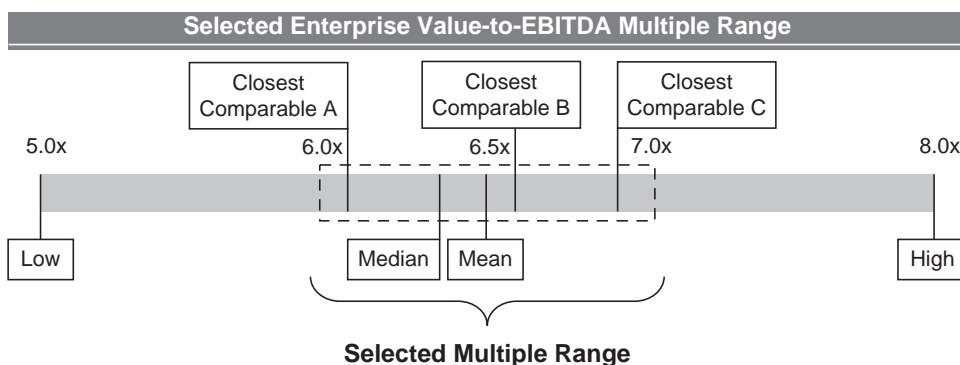 Selected Enterprise Value-to-EBITDA Multiple Range
Closest
Comparable A
Closest
Comparable B
Closest
Comparable C
5.0x
6.0x
6.5x
7.0x
8.0x
Low
Median
Mean
High
Selected Multiple Range